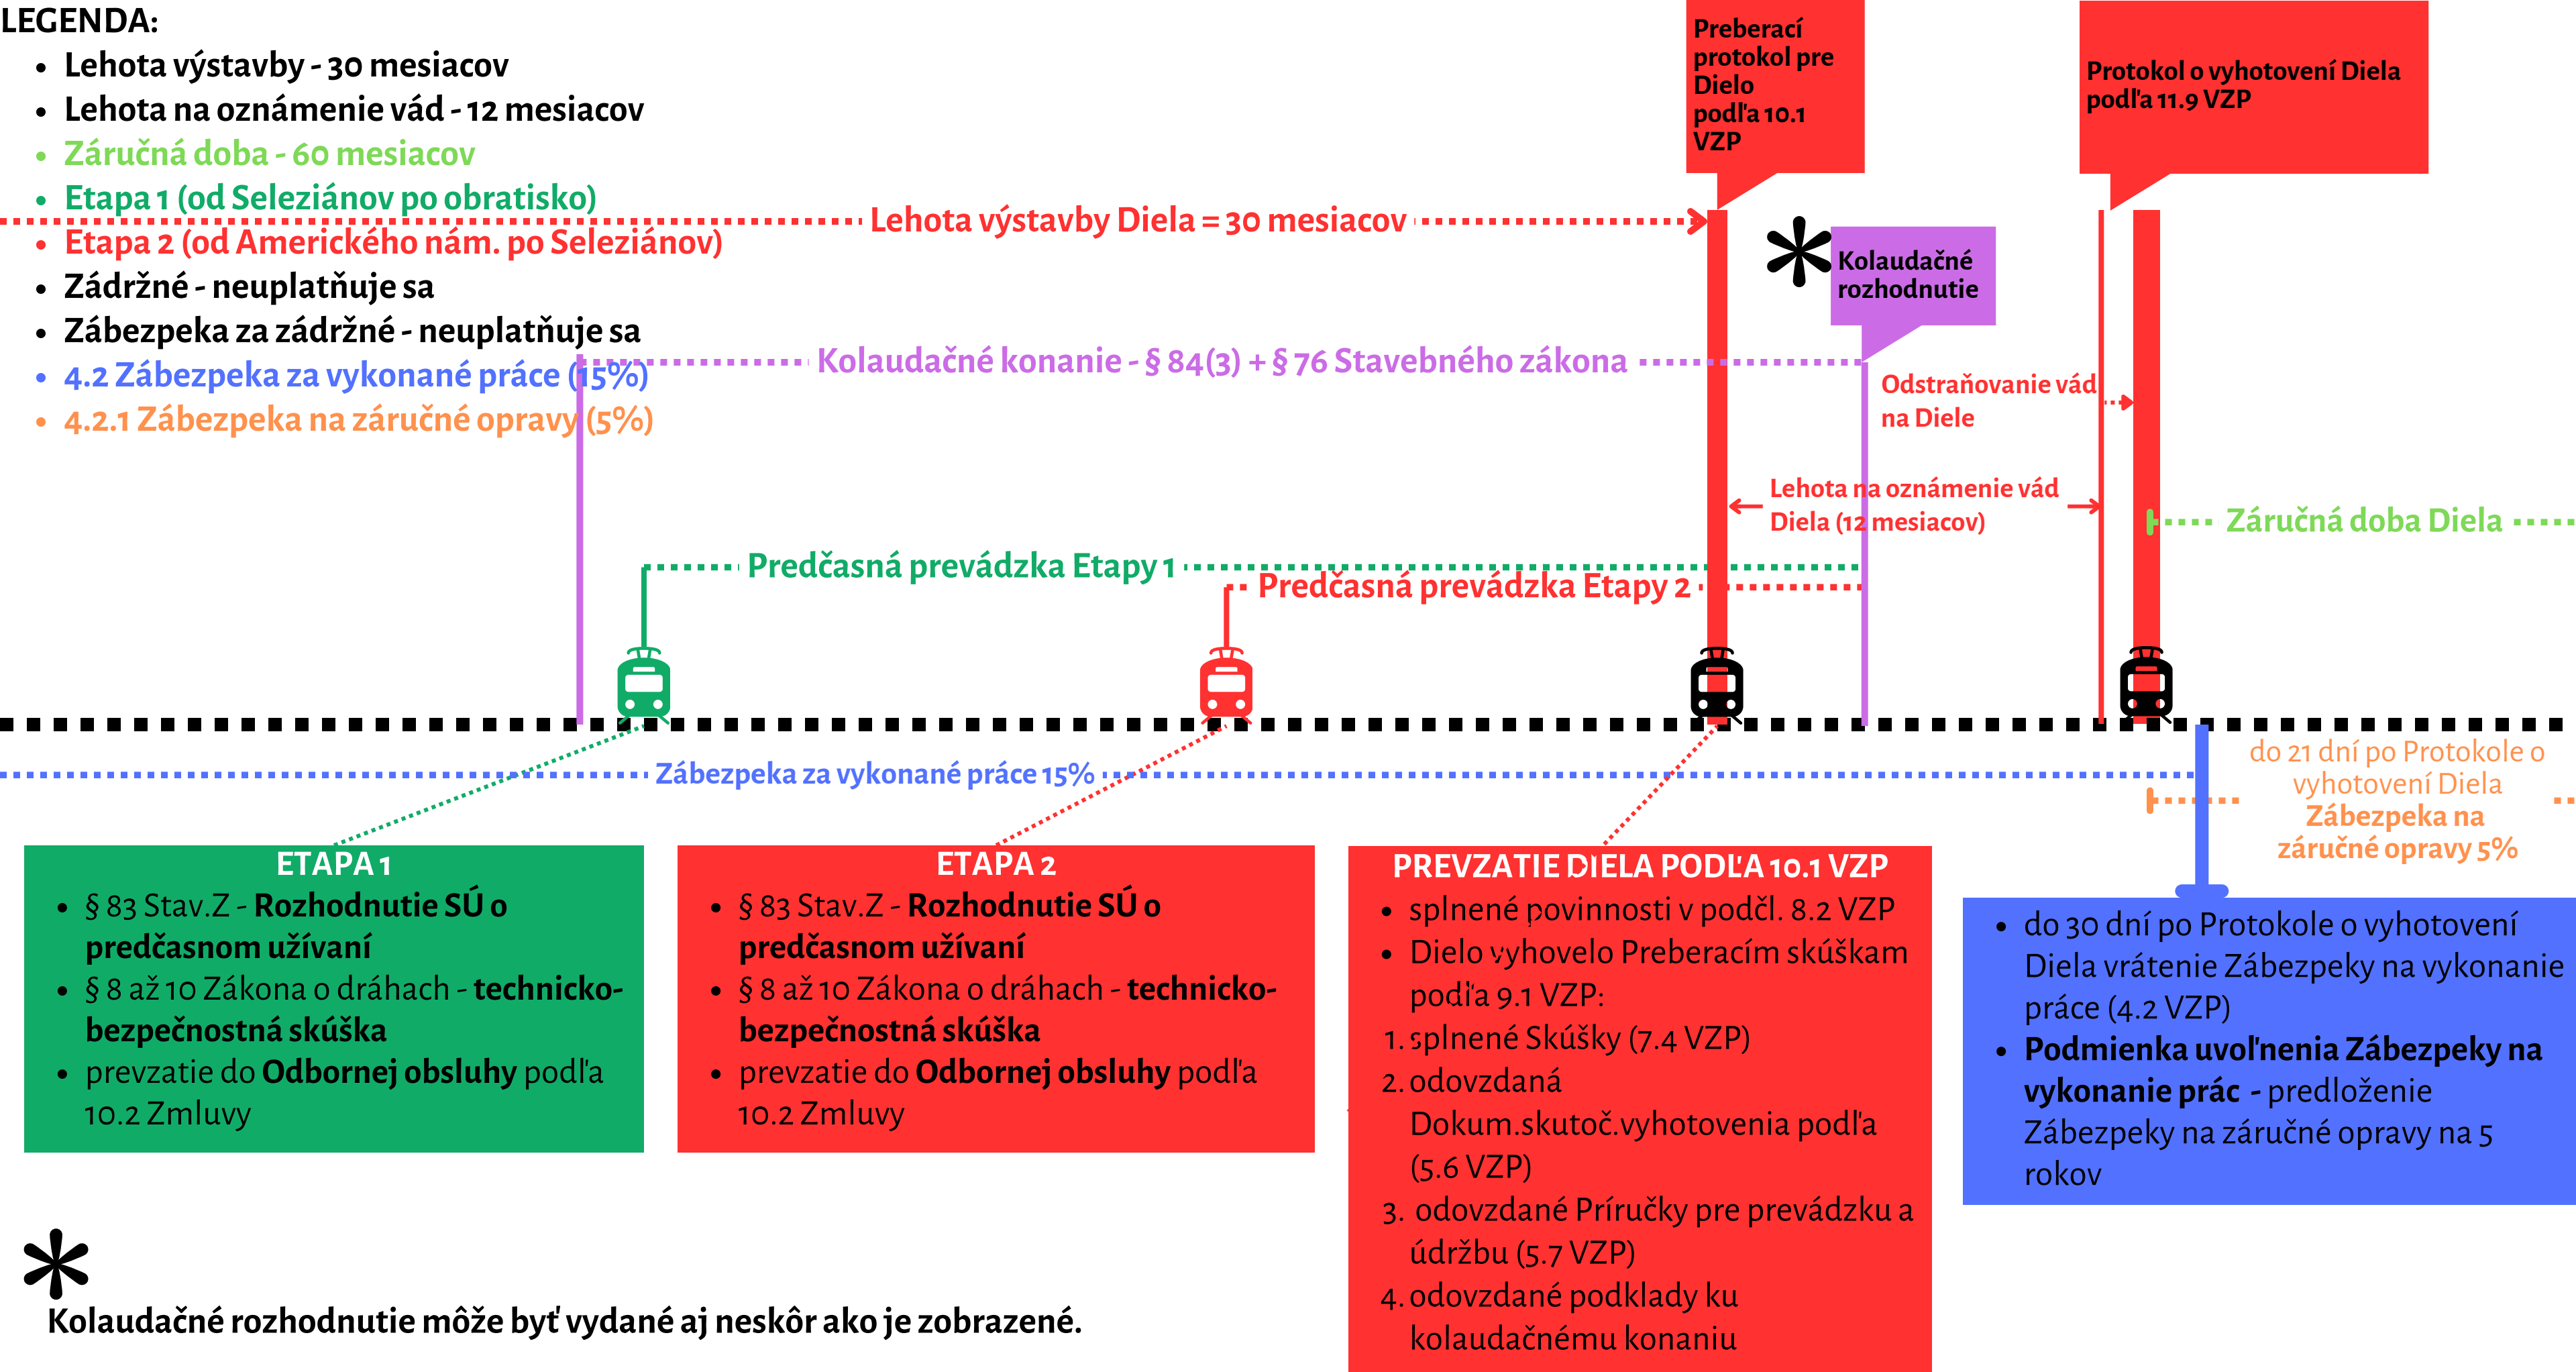 LEGENDA:
• Lehota výstavby - 30 mesiacov
• Lehota na oznámenie vád - 12 mesiacov
• Záručná doba - 60 mesiacov
• Etapa 1 (od Seleziánov po obratisko)
• Etapa 2 (od Amerického nám. po Seleziánov)
• Zádržné - neuplatňuje sa
• Zábezpeka za zádržné - neuplatňuje sa
• 4.2 Zábezpeka za vykonané práce (15%)
• 4.2.1 Zábezpeka na záručné opravy (5%)
Preberací
protokol pre
Dielo
podľa 10.1
VZP
Protokol o vyhotovení Diela
podľa 11.9 VZP
Lehota výstavby Diela = 30 mesiacov
Kolaudačné
rozhodnutie
Kolaudačné konanie - § 84(3) + § 76 Stavebného zákona
Odstraňovanie vád
na Diele
Lehota na oznámenie vád
Diela (12 mesiacov)
Záručná doba Diela
Predčasná prevádzka Etapy 1
Predčasná prevádzka Etapy 2
Zábezpeka za vykonané práce 15%
do 21 dní po Protokole o
vyhotovení Diela
Zábezpeka na
záručné opravy 5%
ETAPA 1
• § 83 Stav.Z - Rozhodnutie SÚ o
predčasnom užívaní
• § 8 až 10 Zákona o dráhach - technicko-
bezpečnostná skúška
• prevzatie do Odbornej obsluhy podľa
10.2 Zmluvy
ETAPA 2
• § 83 Stav.Z - Rozhodnutie SÚ o
predčasnom užívaní
• § 8 až 10 Zákona o dráhach - technicko-
bezpečnostná skúška
• prevzatie do Odbornej obsluhy podľa
10.2 Zmluvy
PREVZATIE DIELA PODĽA 10.1 VZP
• splnené povinnosti v podčl. 8.2 VZP
• Dielo vyhovelo Preberacím skúškam
podľa 9.1 VZP:
1. splnené Skúšky (7.4 VZP)
2. odovzdaná
Dokum.skutoč.vyhotovenia podľa
(5.6 VZP)
3. odovzdané Príručky pre prevádzku a
údržbu (5.7 VZP)
4. odovzdané podklady ku
kolaudačnému konaniu
• do 30 dní po Protokole o vyhotovení
Diela vrátenie Zábezpeky na vykonanie
práce (4.2 VZP)
• Podmienka uvoľnenia Zábezpeky na
vykonanie prác - predloženie
Zábezpeky na záručné opravy na 5
rokov
*
Kolaudačné rozhodnutie môže byť vydané aj neskôr ako je zobrazené.